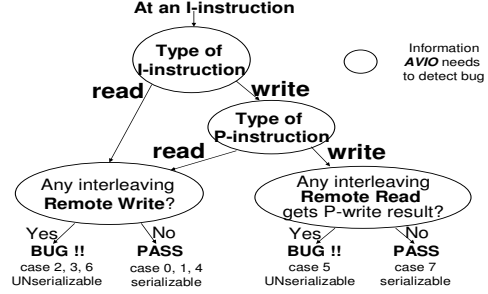 At an I-instruction
Type of
I-instruction
Information
AVIO needs
to detect bug
read
write
Type of
P-instruction
read
write
Any interleaving
Remote Write?
Any interleaving
Remote Read
gets P-write result?
Yes
No
Yes
No
BUG !!
PASS
BUG !!
PASS
case 2, 3, 6
case 0, 1, 4
case 5
case 7
UNserializable
serializable
UNserializable
serializable